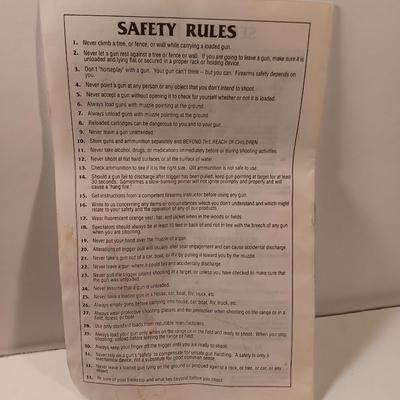 SAFETY RULES
1. Never climb a tree, or fence, or wall while carrying a loaded gun.
2. Never let a gun rest against a tree or fence or wall. If you are going to leave a gun, make sure it is
unloaded and lying flat or secured in a proper rack or holding device.
3. Don't "horseplay" with a gun. Your gun can't think — but you can. Firearms safety depends on
you.
4. Never point a gun at any person or any object that you don't intend to shoot.
5. Never accept a gun without opening it to check for yourself whether or not it is loaded.
6. Always load guns with muzzle pointing at the ground.
7. Always unload guns with muzzle pointing at the ground.
8. Reloaded cartridges can be dangerous to you and to your gun.
9. Never leave a gun unattended.
10. Store guns and ammunition separately and BEYOND THE REACH OF CHILDREN.
11. Never take alcohol, drugs, or medications immediately before or during shooting activities.
12. Never shoot at flat hard surfaces or at the surface of water.
13. Check ammunition to see if it is the right size. Old ammunition is not safe to use.
14. Should a gun fail to discharge after trigger has been pulled, keep gun pointing at target for at least
30 seconds. Sometimes a slow-burning primer will not ignite promptly and properly and will
cause a "hang fire."
15. Get instructions from a competent firearms instructor before using any gun.
16. Write to us concerning any items or circumstances which you don't understand and which might
relate to your safety and the operation of any of our products.
17. Wear fluorescent orange vest, hat, and jacket when in the woods or fields.
18. Spectators should always be at least 10 feet in back of and not in line with the breech of any gun
when you are shooting.
19. Never put your hand over the muzzle of a gun.
20. Alterations of trigger pull will usually alter sear engagement and can cause accidental discharge.
21. Never take a gun out of a car, boat, or RV by pulling it toward you by the muzzle.
22. Never leave a gun where it could fall and accidentally discharge.
23. Never pull the trigger unless shooting in a target, or unless you have checked to make sure that
the gun was unloaded.
24. Never assume that a gun is unloaded.
25. Never have a loaded gun in a house, car, boat, RV, truck, etc.
26. Always empty guns before carrying into house, car, boat, RV, truck, etc.
27. Always wear protective shooting glasses and the ammunition when shooting on the range or in a
field, forest, or boat.
28. Use only standard loads from reputable manufacturers.
29. Always load your gun only when on the range or in the field and ready to shoot. When you stop
shooting, unload before leaving the range or field.
30. Always keep your finger off the trigger until you are ready to shoot.
31. Never rely on a gun's "safety" to compensate for unsafe gun handling. A safety is only a
mechanical device, not a substitute for good common sense.
33. Never leave a loaded gun lying on the ground or propped against a rock, or tree, or car, or any
object.
Be sure of your backstop and what lies beyond before you shoot.